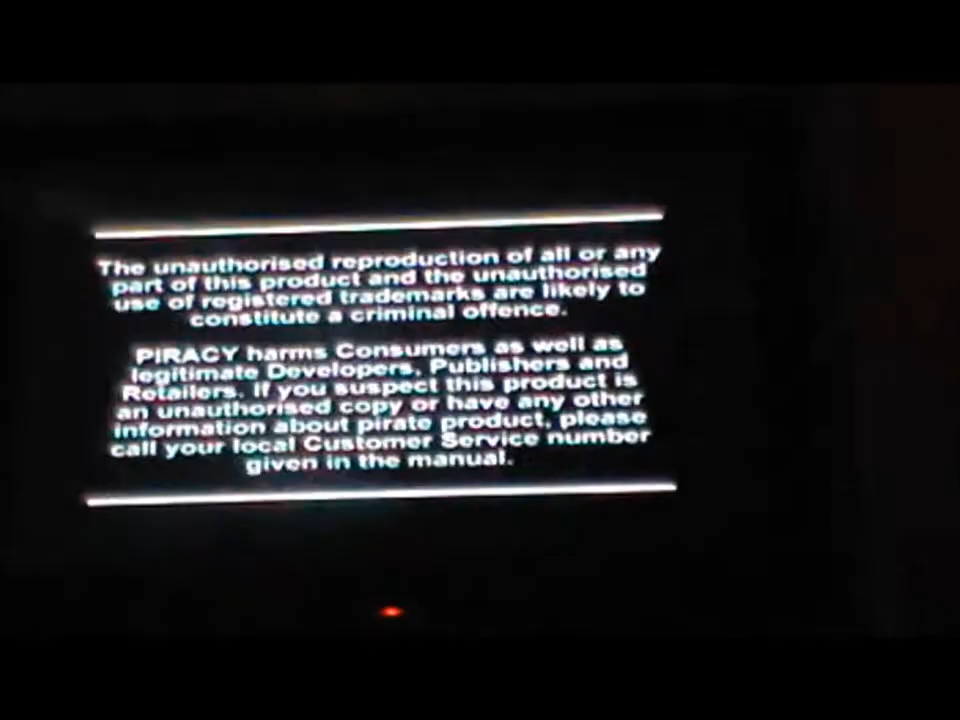 The unauthorised reproduction of all or any
part of this product and the unauthorised
use of registered trademarks are likely to
constitute a criminal offence.
PIRACY harms Consumers as well as
legitimate Developers, Publishers and
Retailers. If you suspect this product is
an unauthorised copy or have any other
information about pirate product, please
call your local Customer Service number
given in the manual.